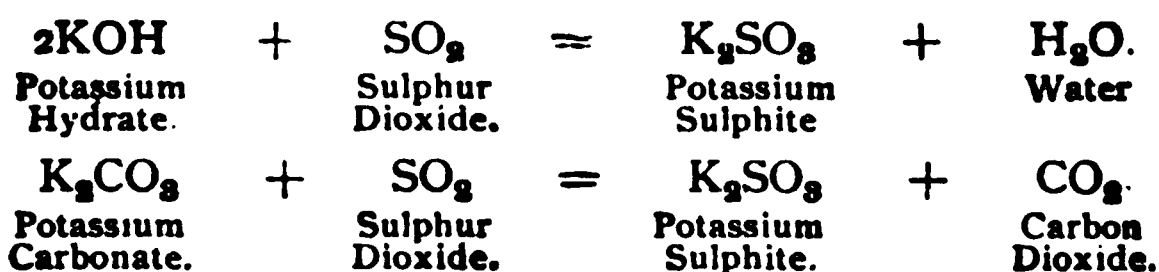 2KOH + SO₂ = K₂SO₃ + H₂O.
Potassium Sulphur Potassium Water
Hydrate. Dioxide. Sulphite
K₂CO₃ + SO₂ = K₂SO₃ + CO₂.
Potassium Sulphur Potassium Carbon
Carbonate. Dioxide. Sulphite. Dioxide.